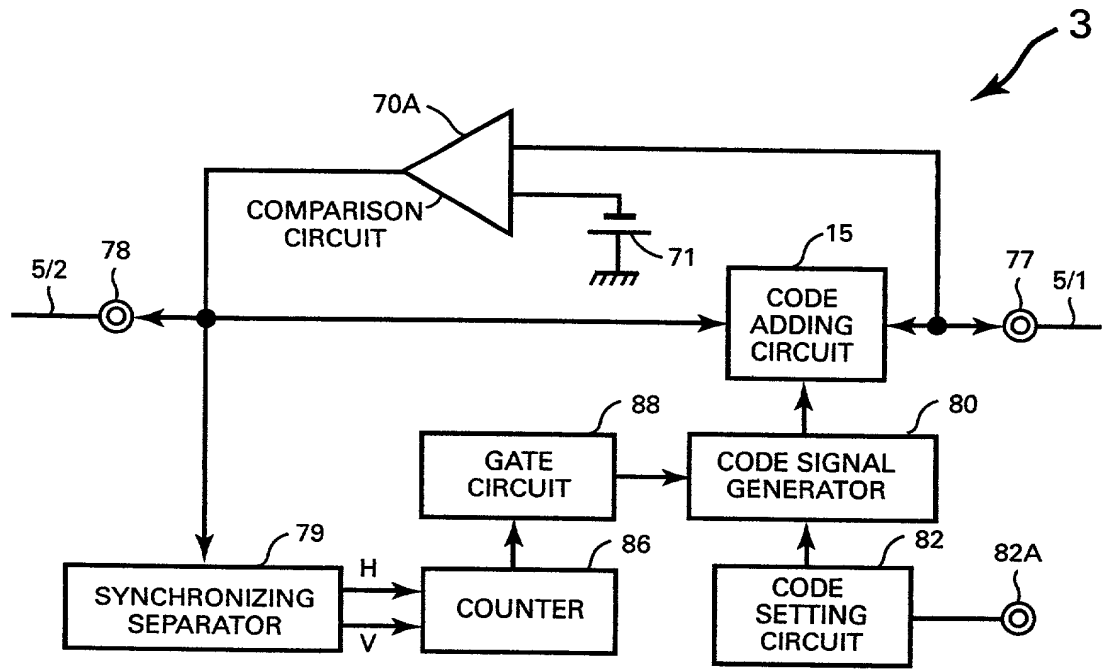 3
70A
COMPARISON
CIRCUIT
71
15
78
5/2
77
5/1
CODE
ADDING
CIRCUIT
88
80
GATE
CIRCUIT
CODE SIGNAL
GENERATOR
79
86
82
82A
H
SYNCHRONIZING
SEPARATOR
V
COUNTER
CODE
SETTING
CIRCUIT